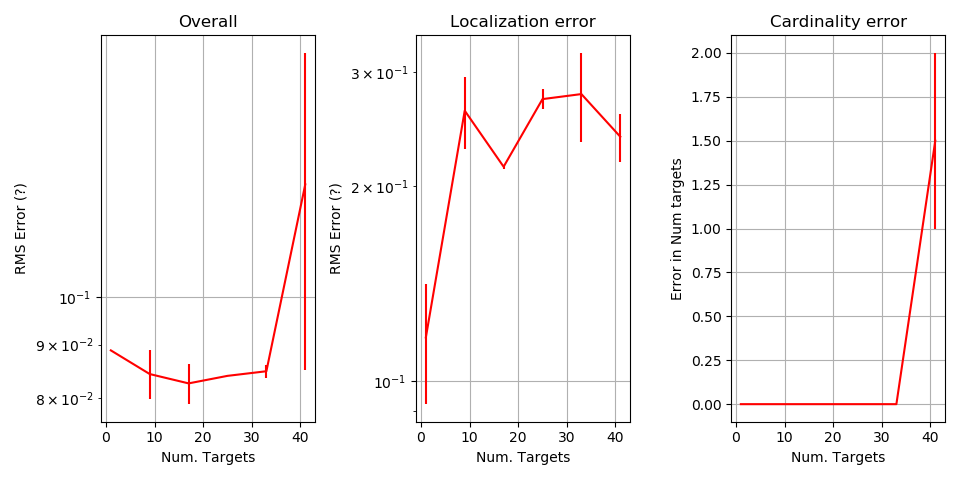 Overall
RMS Error (?)
10⁻¹
9 × 10⁻²
8 × 10⁻²
0 10 20 30 40
Num. Targets
Localization error
RMS Error (?)
3 × 10⁻¹
2 × 10⁻¹
10⁻¹
0 10 20 30 40
Num. Targets
Cardinality error
Error in Num targets
2.00
1.75
1.50
1.25
1.00
0.75
0.50
0.25
0.00
0 10 20 30 40
Num. Targets